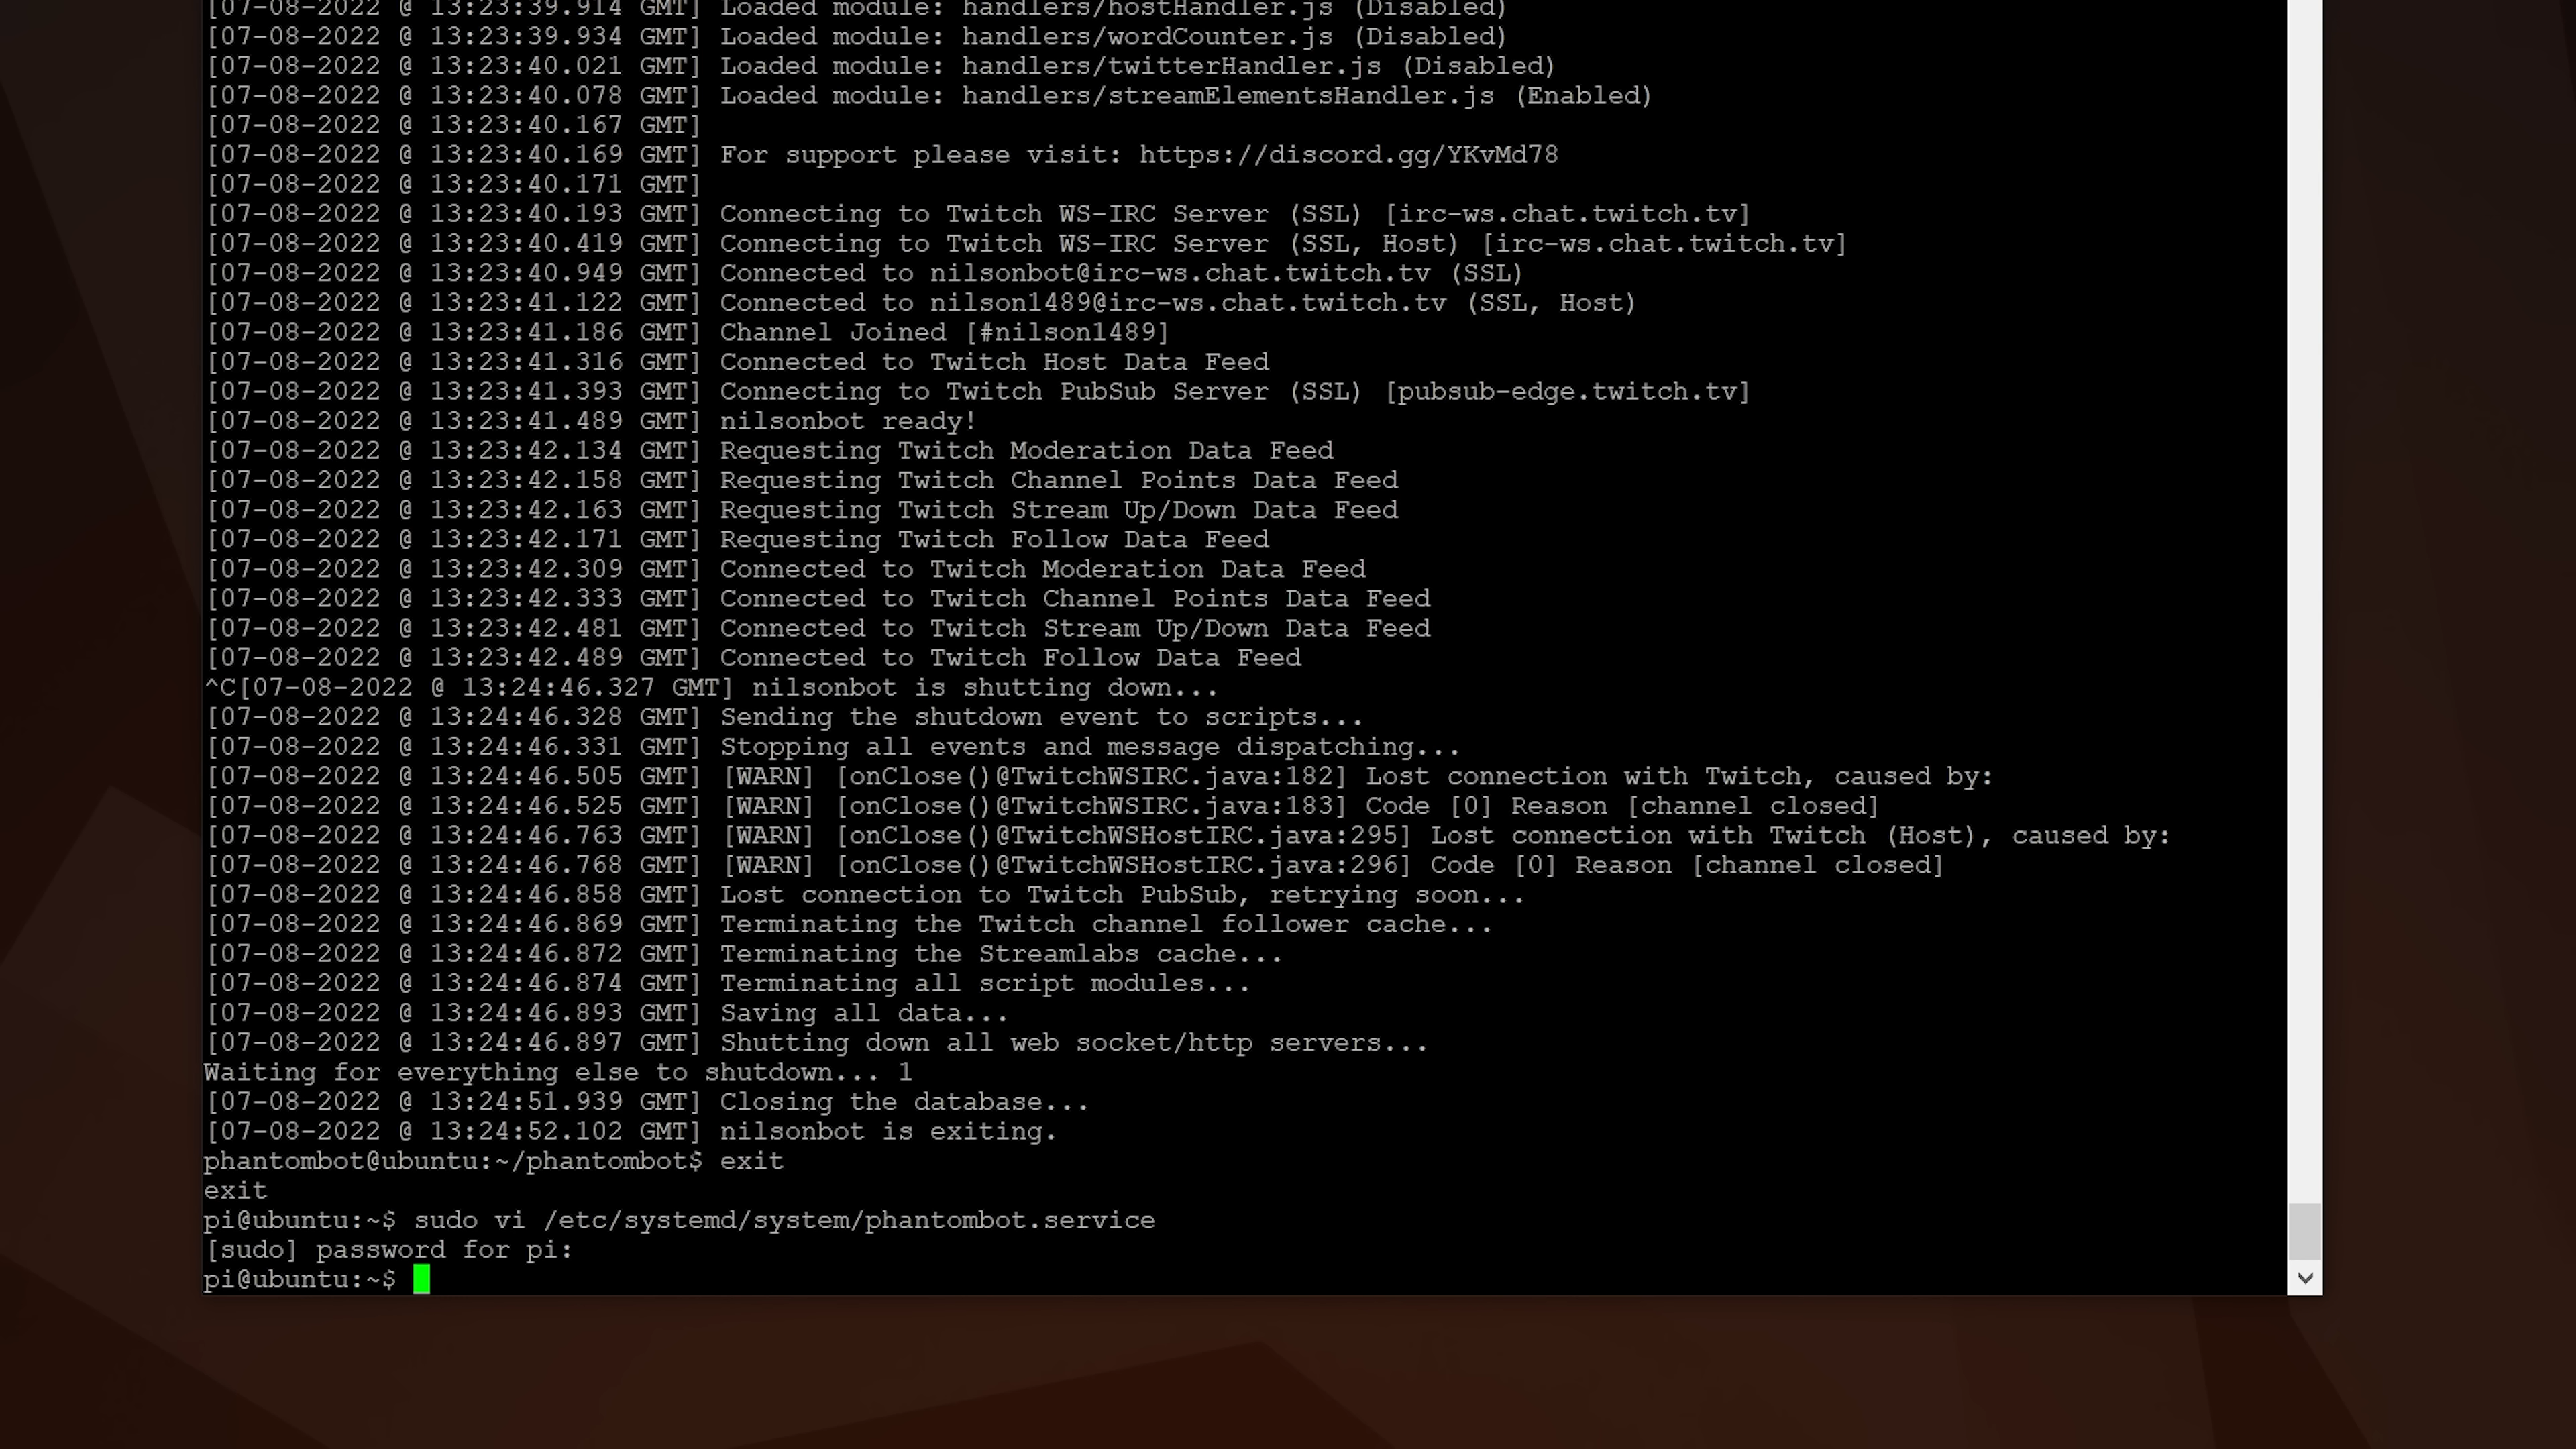 [07-08-2022 @ 13:23:39.914 GMT] Loaded module: handlers/hostHandler.js (Disabled)
[07-08-2022 @ 13:23:39.934 GMT] Loaded module: handlers/wordCounter.js (Disabled)
[07-08-2022 @ 13:23:40.021 GMT] Loaded module: handlers/twitterHandler.js (Disabled)
[07-08-2022 @ 13:23:40.078 GMT] Loaded module: handlers/streamElementsHandler.js (Enabled)
[07-08-2022 @ 13:23:40.167 GMT]
[07-08-2022 @ 13:23:40.169 GMT] For support please visit: https://discord.gg/YKvMd78
[07-08-2022 @ 13:23:40.171 GMT]
[07-08-2022 @ 13:23:40.193 GMT] Connecting to Twitch WS-IRC Server (SSL) [irc-ws.chat.twitch.tv]
[07-08-2022 @ 13:23:40.419 GMT] Connecting to Twitch WS-IRC Server (SSL, Host) [irc-ws.chat.twitch.tv]
[07-08-2022 @ 13:23:40.949 GMT] Connected to nilsonbot@irc-ws.chat.twitch.tv (SSL)
[07-08-2022 @ 13:23:41.122 GMT] Connected to nilson1489@irc-ws.chat.twitch.tv (SSL, Host)
[07-08-2022 @ 13:23:41.186 GMT] Channel Joined [#nilson1489]
[07-08-2022 @ 13:23:41.316 GMT] Connected to Twitch Host Data Feed
[07-08-2022 @ 13:23:41.393 GMT] Connecting to Twitch PubSub Server (SSL) [pubsub-edge.twitch.tv]
[07-08-2022 @ 13:23:41.489 GMT] nilsonbot ready!
[07-08-2022 @ 13:23:42.134 GMT] Requesting Twitch Moderation Data Feed
[07-08-2022 @ 13:23:42.158 GMT] Requesting Twitch Channel Points Data Feed
[07-08-2022 @ 13:23:42.163 GMT] Requesting Twitch Stream Up/Down Data Feed
[07-08-2022 @ 13:23:42.171 GMT] Requesting Twitch Follow Data Feed
[07-08-2022 @ 13:23:42.309 GMT] Connected to Twitch Moderation Data Feed
[07-08-2022 @ 13:23:42.333 GMT] Connected to Twitch Channel Points Data Feed
[07-08-2022 @ 13:23:42.481 GMT] Connected to Twitch Stream Up/Down Data Feed
[07-08-2022 @ 13:23:42.489 GMT] Connected to Twitch Follow Data Feed
^C[07-08-2022 @ 13:24:46.327 GMT] nilsonbot is shutting down...
[07-08-2022 @ 13:24:46.328 GMT] Sending the shutdown event to scripts...
[07-08-2022 @ 13:24:46.331 GMT] Stopping all events and message dispatching...
[07-08-2022 @ 13:24:46.505 GMT] [WARN] [onClose()@TwitchWSIRC.java:182] Lost connection with Twitch, caused by:
[07-08-2022 @ 13:24:46.525 GMT] [WARN] [onClose()@TwitchWSIRC.java:183] Code [0] Reason [channel closed]
[07-08-2022 @ 13:24:46.763 GMT] [WARN] [onClose()@TwitchWSHostIRC.java:295] Lost connection with Twitch (Host), caused by:
[07-08-2022 @ 13:24:46.768 GMT] [WARN] [onClose()@TwitchWSHostIRC.java:296] Code [0] Reason [channel closed]
[07-08-2022 @ 13:24:46.858 GMT] Lost connection to Twitch PubSub, retrying soon...
[07-08-2022 @ 13:24:46.869 GMT] Terminating the Twitch channel follower cache...
[07-08-2022 @ 13:24:46.872 GMT] Terminating the Streamlabs cache...
[07-08-2022 @ 13:24:46.874 GMT] Terminating all script modules...
[07-08-2022 @ 13:24:46.893 GMT] Saving all data...
[07-08-2022 @ 13:24:46.897 GMT] Shutting down all web socket/http servers...
Waiting for everything else to shutdown... 1
[07-08-2022 @ 13:24:51.939 GMT] Closing the database...
[07-08-2022 @ 13:24:52.102 GMT] nilsonbot is exiting.
phantombot@ubuntu:~/phantombot$ exit
exit
pi@ubuntu:~$ sudo vi /etc/systemd/system/phantombot.service
[sudo] password for pi:
pi@ubuntu:~$